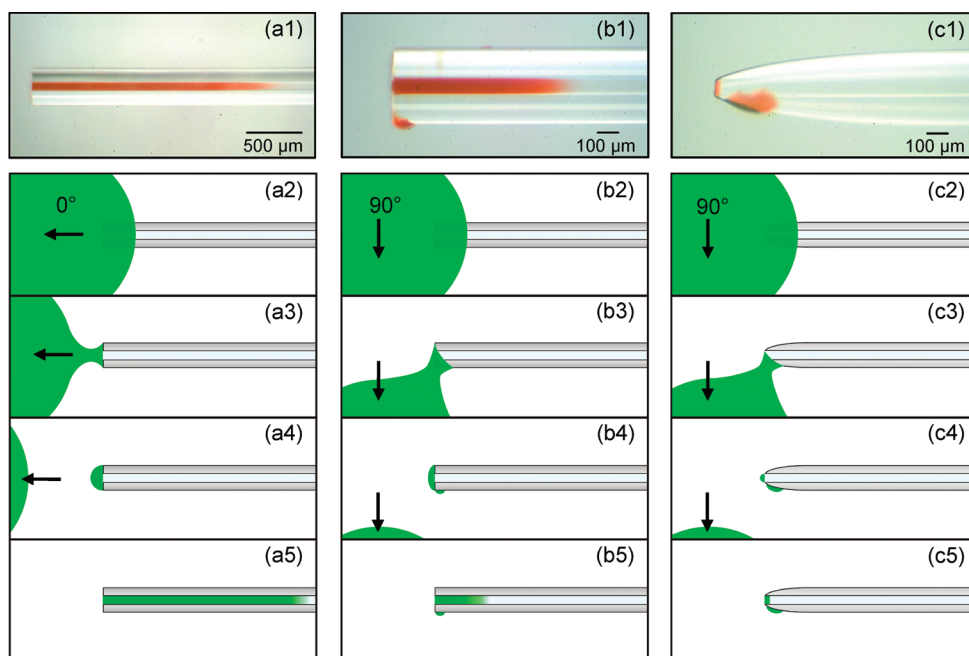 (a1)
500 µm
(b1)
100 µm
(c1)
100 µm
0°
(a2)
90°
(b2)
90°
(c2)
(a3)
(b3)
(c3)
(a4)
(b4)
(c4)
(a5)
(b5)
(c5)